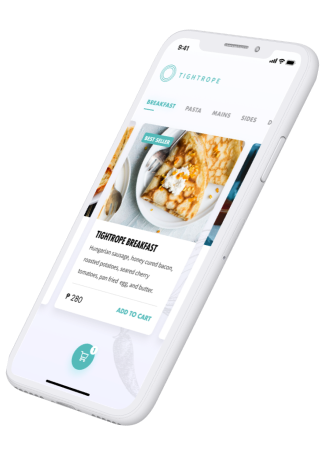 9:41
TIGHTROPE
BREAKFAST PASTA MAINS SIDES D
BEST SELLER
TIGHTROPE BREAKFAST
Hungarian sausage, honey cured bacon,
roasted potatoes, seared cherry
tomatoes, pan fried egg, and butter.
₱ 280
ADD TO CART
1